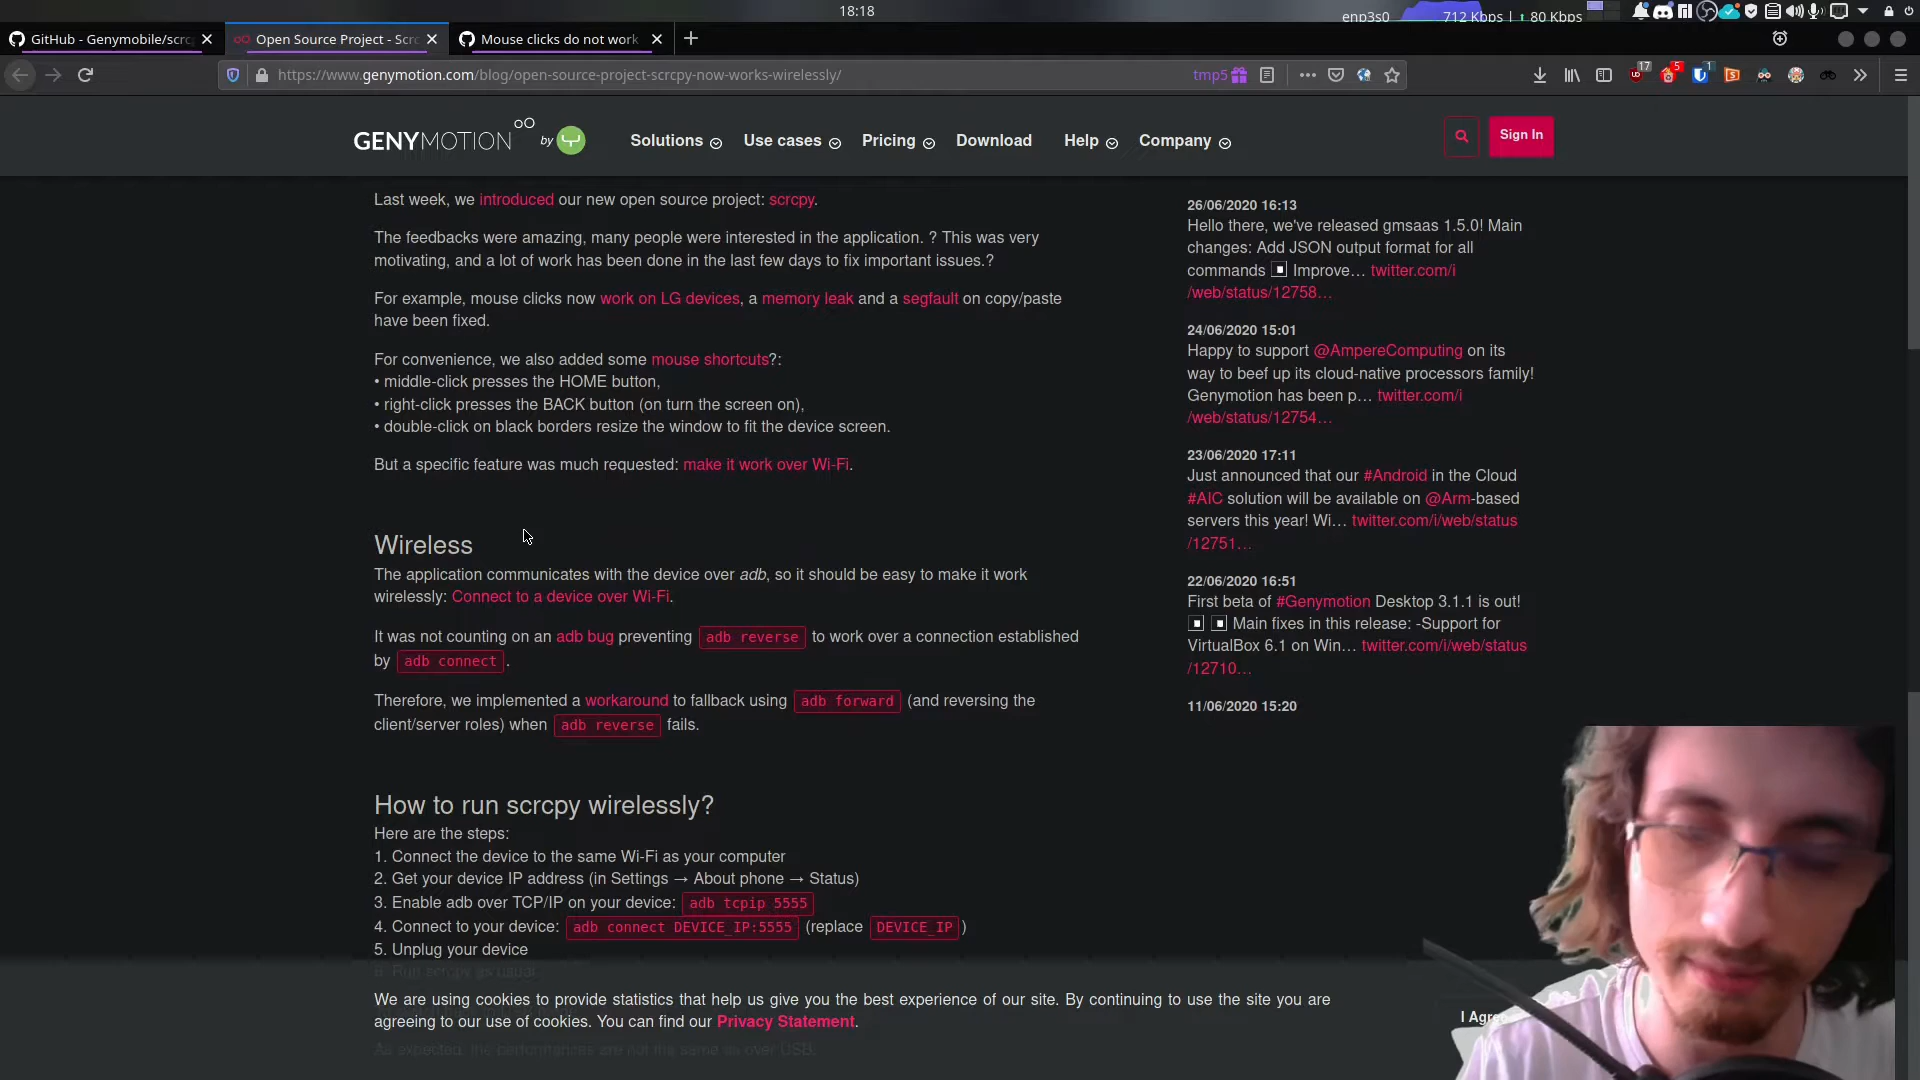 18:18
enp3s0 712 Kbps | ↑ 80 Kbps
GitHub - Genymobile/scrc
Open Source Project - Scrc
Mouse clicks do not work
https://www.genymotion.com/blog/open-source-project-scrcpy-now-works-wirelessly/
tmp5
17 5 1
GENYMOTION by
Solutions Use cases Pricing Download Help Company
Sign In
Last week, we introduced our new open source project: scrcpy.
The feedbacks were amazing, many people were interested in the application. ? This was very
motivating, and a lot of work has been done in the last few days to fix important issues.?
For example, mouse clicks now work on LG devices, a memory leak and a segfault on copy/paste
have been fixed.
For convenience, we also added some mouse shortcuts?:
• middle-click presses the HOME button,
• right-click presses the BACK button (on turn the screen on),
• double-click on black borders resize the window to fit the device screen.
But a specific feature was much requested: make it work over Wi-Fi.
Wireless
The application communicates with the device over adb, so it should be easy to make it work
wirelessly: Connect to a device over Wi-Fi.
It was not counting on an adb bug preventing adb reverse to work over a connection established
by adb connect.
Therefore, we implemented a workaround to fallback using adb forward (and reversing the
client/server roles) when adb reverse fails.
How to run scrcpy wirelessly?
Here are the steps:
1. Connect the device to the same Wi-Fi as your computer
2. Get your device IP address (in Settings → About phone → Status)
3. Enable adb over TCP/IP on your device: adb tcpip 5555
4. Connect to your device: adb connect DEVICE_IP:5555 (replace DEVICE_IP)
5. Unplug your device
6. Run scrcpy as usual
26/06/2020 16:13
Hello there, we've released gmsaas 1.5.0! Main
changes: Add JSON output format for all
commands Improve… twitter.com/i
/web/status/12758…
24/06/2020 15:01
Happy to support @AmpereComputing on its
way to beef up its cloud-native processors family!
Genymotion has been p… twitter.com/i
/web/status/12754…
23/06/2020 17:11
Just announced that our #Android in the Cloud
#AIC solution will be available on @Arm-based
servers this year! Wi… twitter.com/i/web/status
/12751…
22/06/2020 16:51
First beta of #Genymotion Desktop 3.1.1 is out!
Main fixes in this release: -Support for
VirtualBox 6.1 on Win… twitter.com/i/web/status
/12710…
11/06/2020 15:20
We are using cookies to provide statistics that help us give you the best experience of our site. By continuing to use the site you are
agreeing to our use of cookies. You can find our Privacy Statement.
I Agree
As expected, the performances are not the same as over USB.